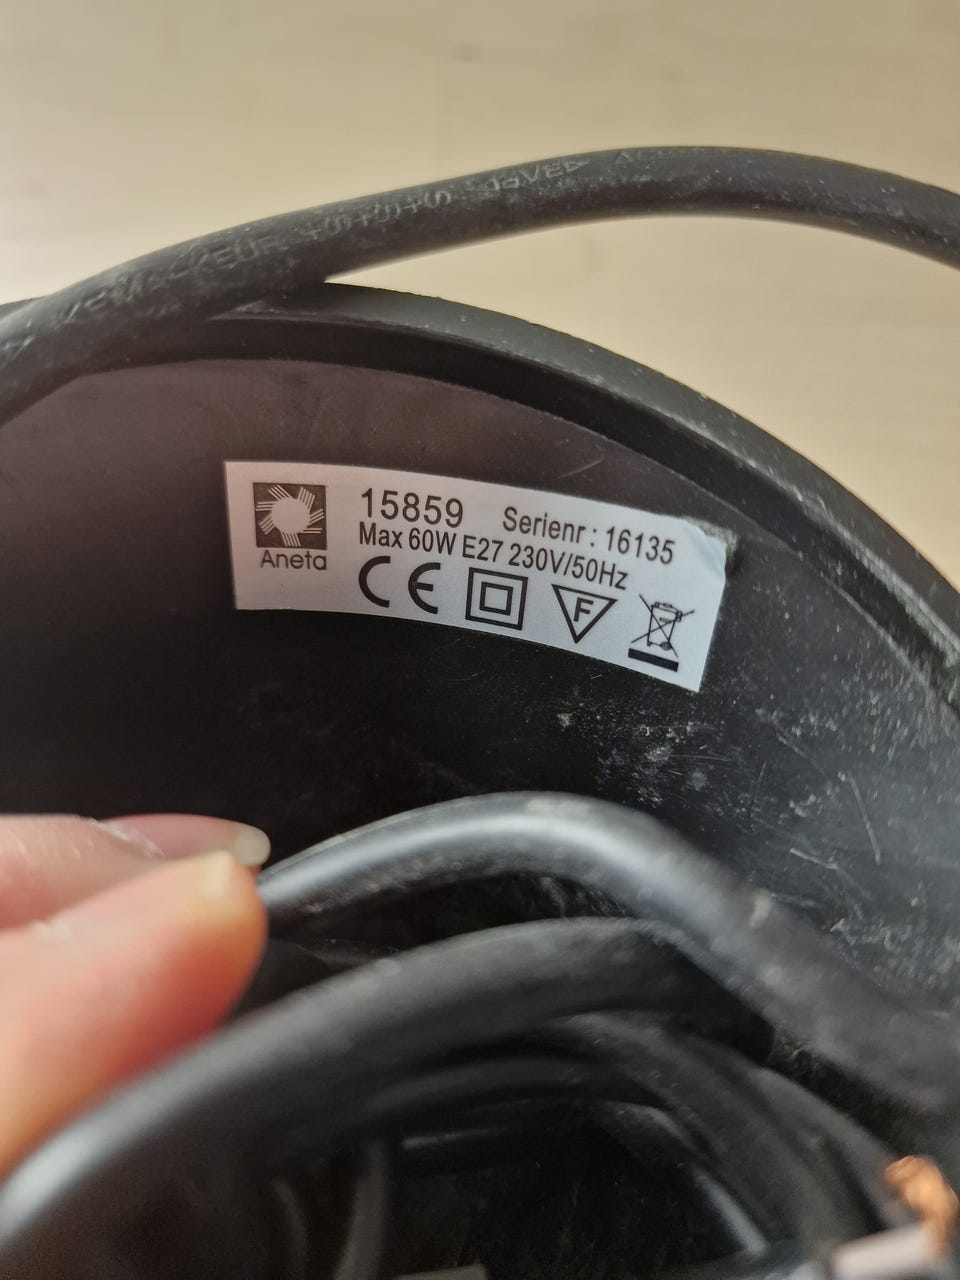 15859 Serienr : 16135
Max 60W E27 230V/50Hz
Aneta
CE
F